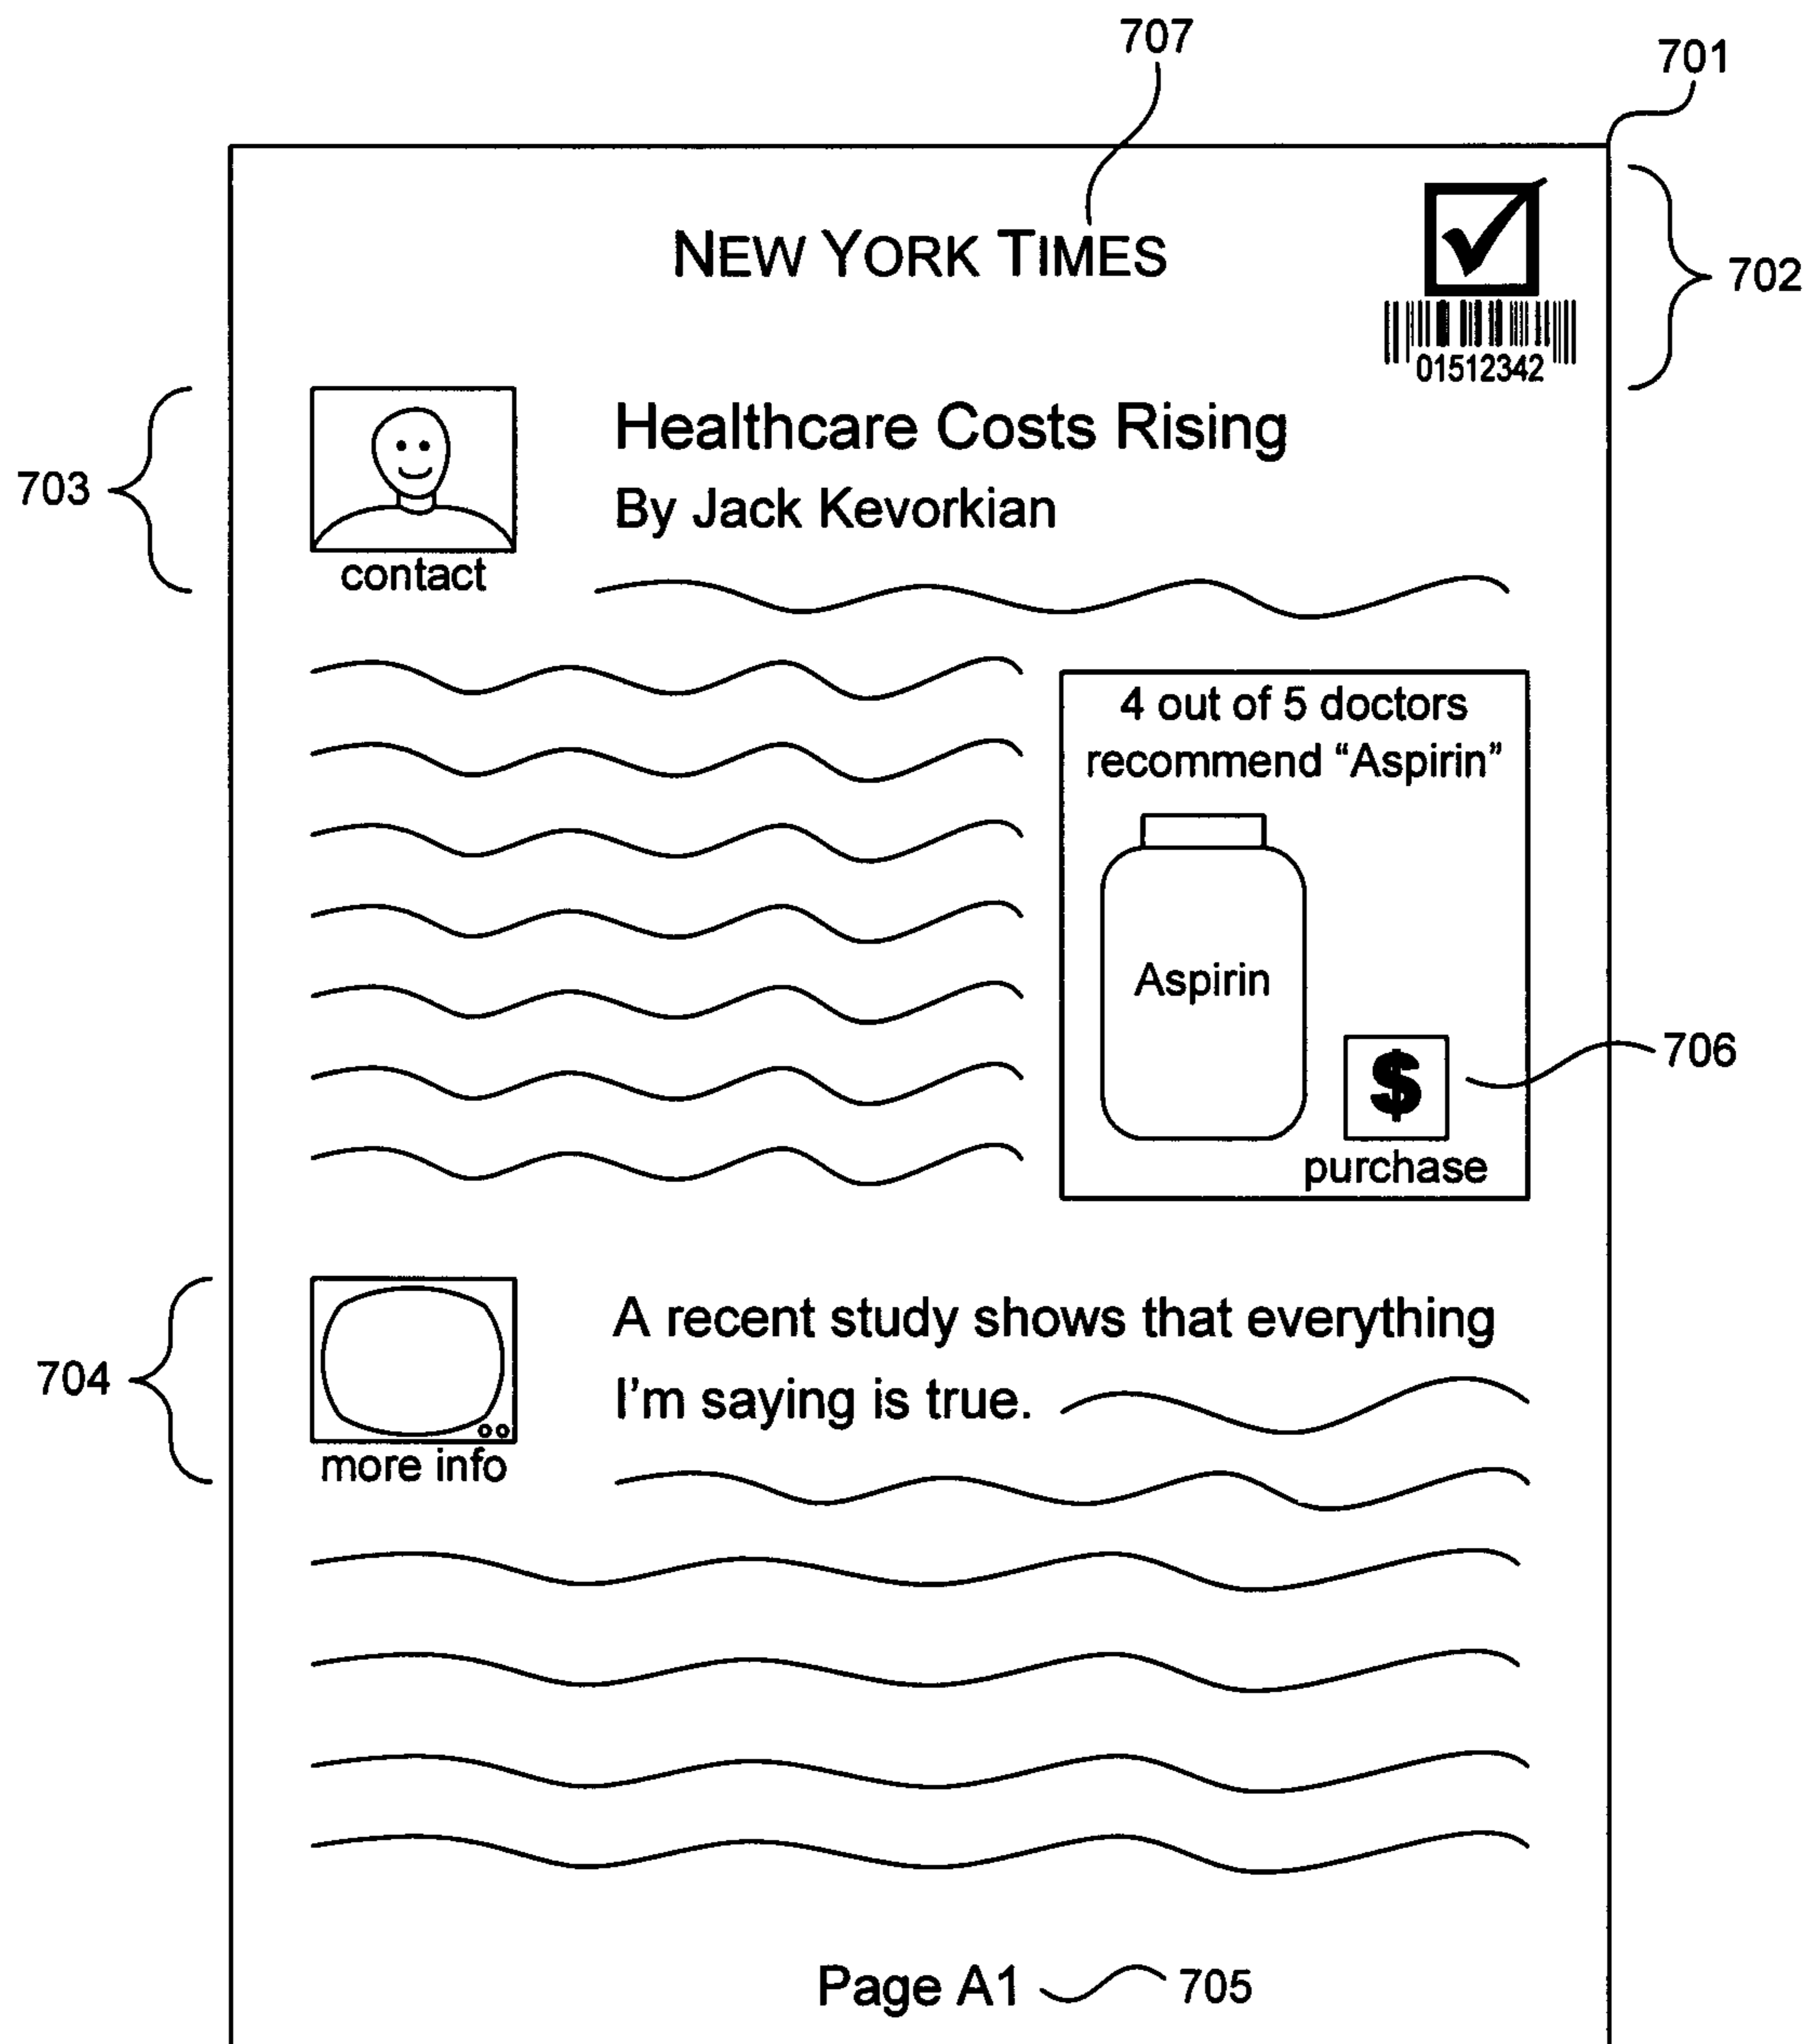 707
701
NEW YORK TIMES
702
01512342
703
Healthcare Costs Rising
By Jack Kevorkian
contact
4 out of 5 doctors
recommend “Aspirin”
Aspirin
706
$
purchase
704
A recent study shows that everything
I'm saying is true.
more info
Page A1
705